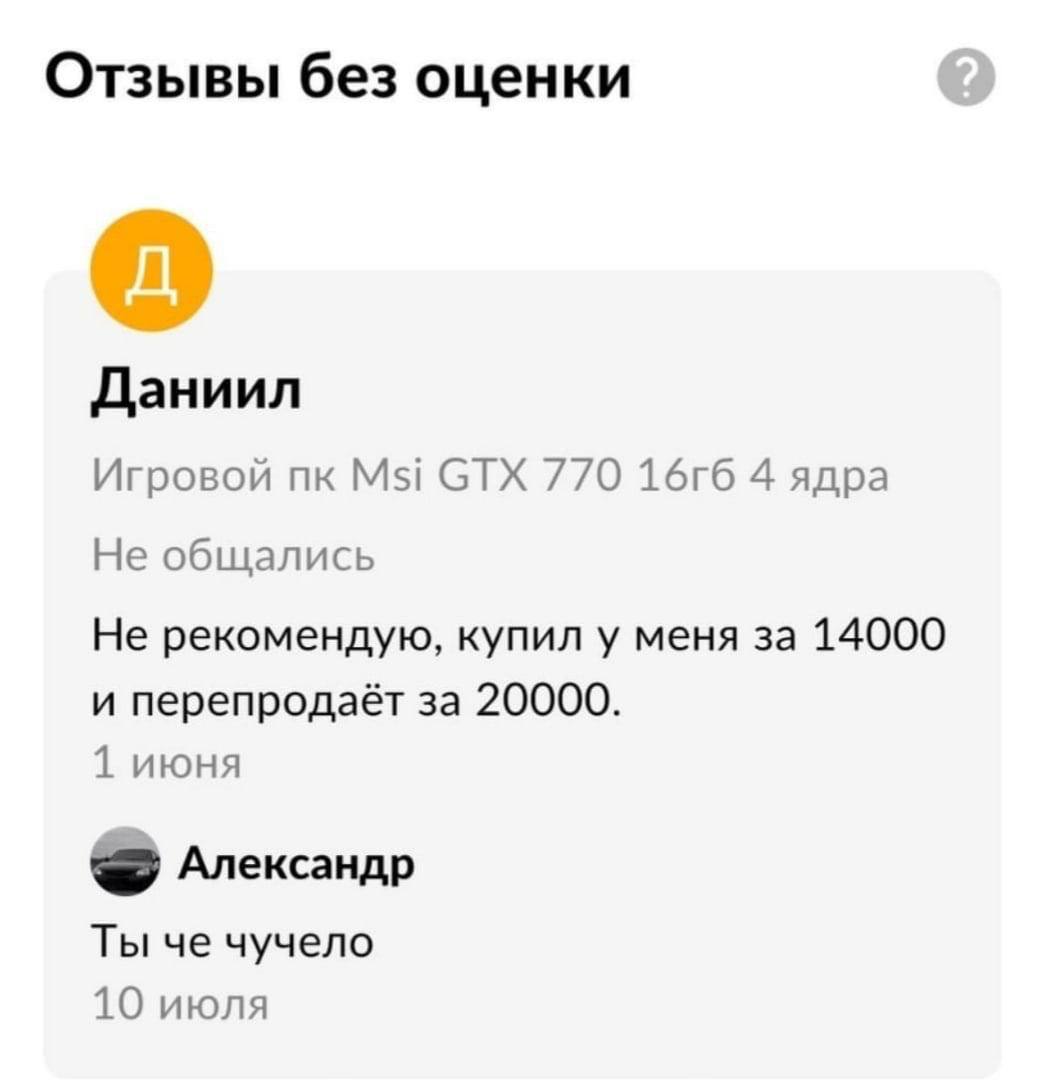 Отзывы без оценки
?
Д
Даниил
Игровой пк Msi GTX 770 16гб 4 ядра
Не общались
Не рекомендую, купил у меня за 14000
и перепродаёт за 20000.
1 июня
Александр
Ты че чучело
10 июля